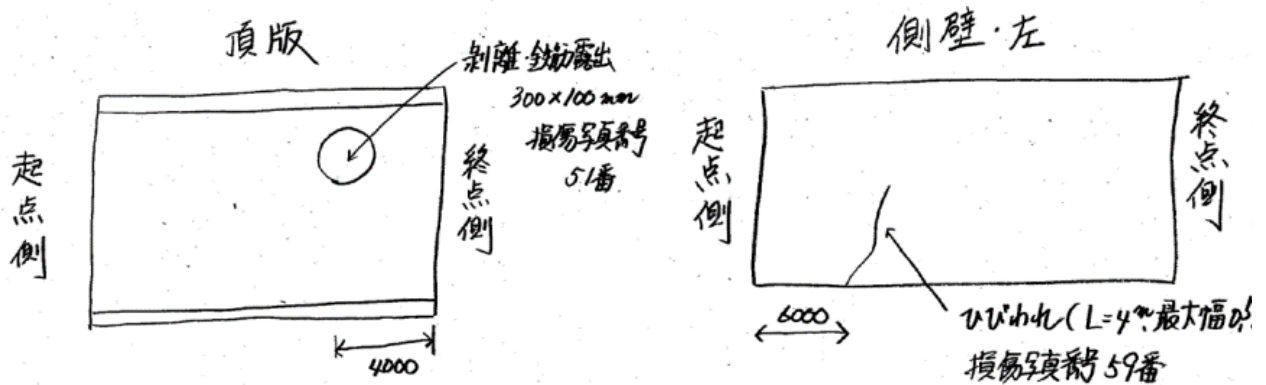 頂版
剥離・鉄筋露出
300×100mm
損傷写真番号
51番
起点側
終点側
4000
側壁・左
起点側
終点側
6000
ひびわれ(L=4m、最大幅0.
損傷写真番号 59番